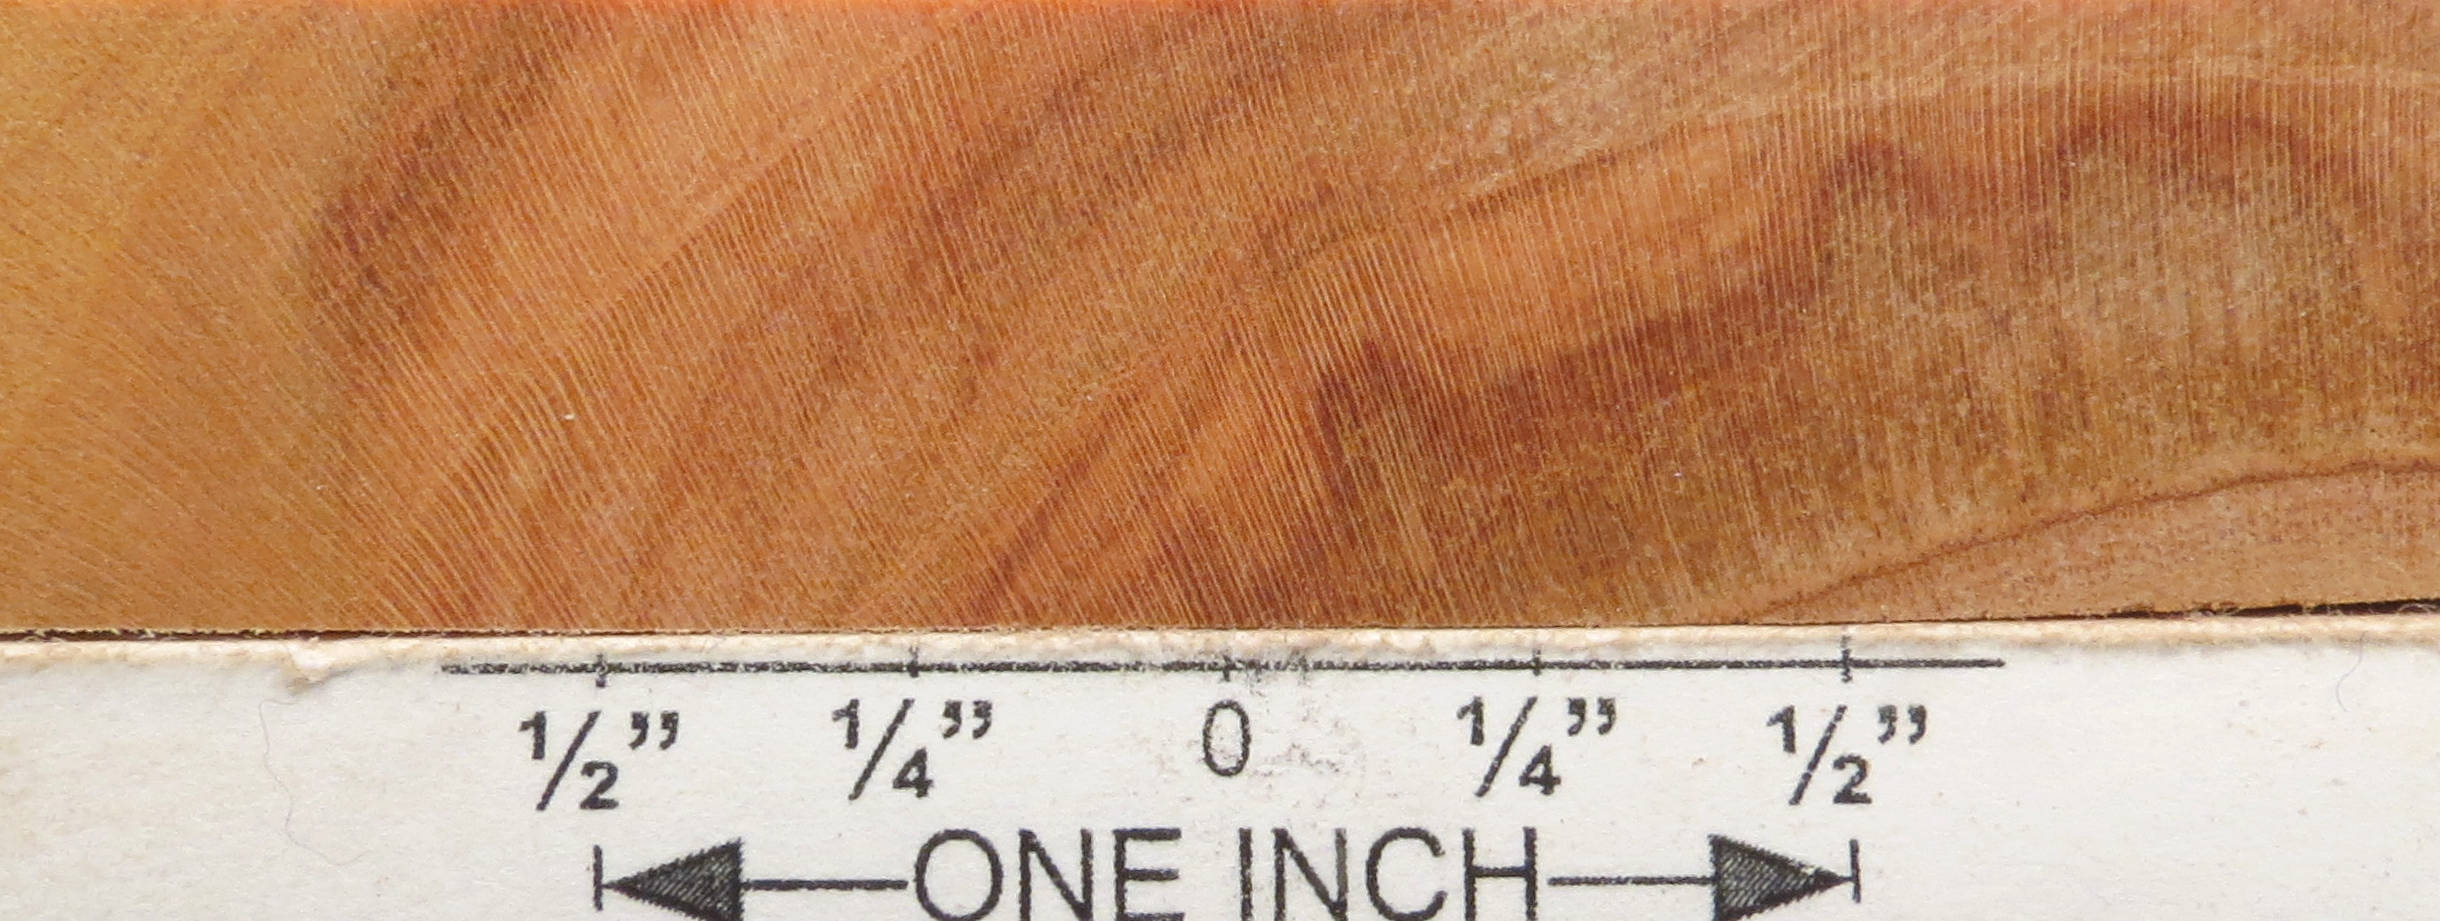 1/2” 1/4” 0 1/4” 1/2”
ONE INCH